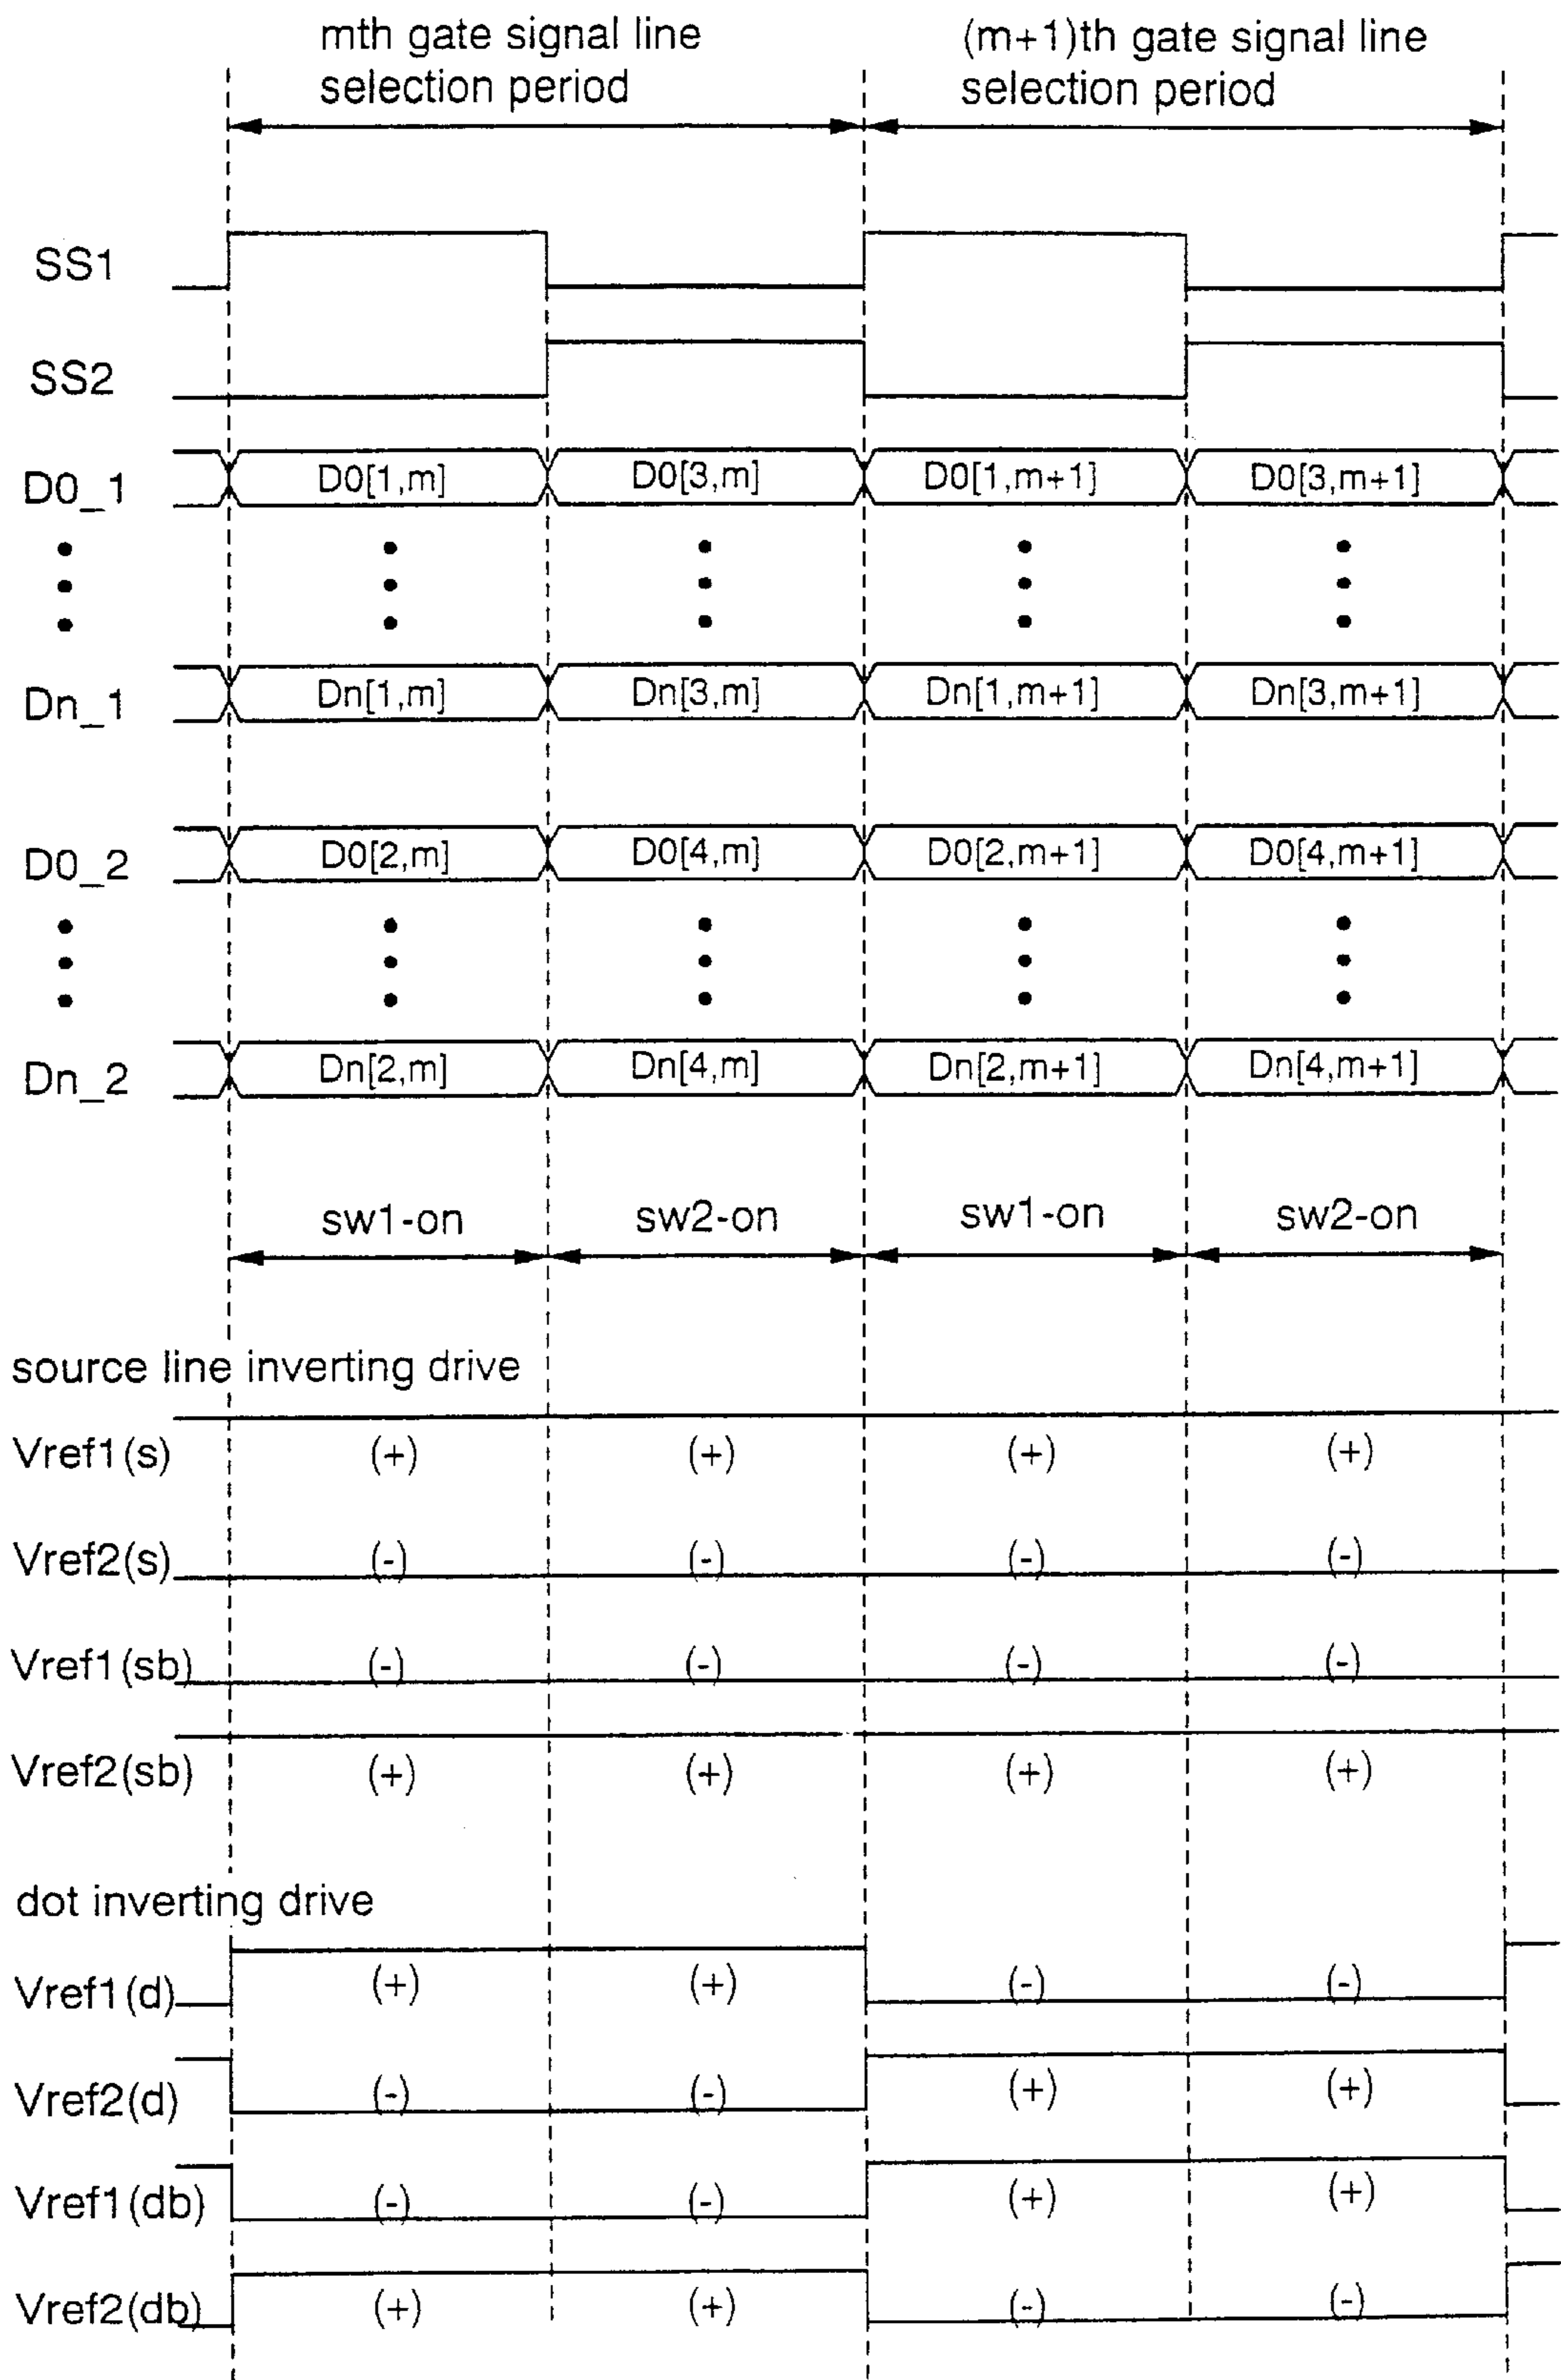 mth gate signal line
selection period
(m+1)th gate signal line
selection period
SS1
SS2
D0_1 D0[1,m] D0[3,m] D0[1,m+1] D0[3,m+1]
Dn_1 Dn[1,m] Dn[3,m] Dn[1,m+1] Dn[3,m+1]
D0_2 D0[2,m] D0[4,m] D0[2,m+1] D0[4,m+1]
Dn_2 Dn[2,m] Dn[4,m] Dn[2,m+1] Dn[4,m+1]
sw1-on sw2-on sw1-on sw2-on
source line inverting drive
Vref1(s) (+) (+) (+) (+)
Vref2(s) (-) (-) (-) (-)
Vref1(sb) (-) (-) (-) (-)
Vref2(sb) (+) (+) (+) (+)
dot inverting drive
Vref1(d) (+) (+) (-) (-)
Vref2(d) (-) (-) (+) (+)
Vref1(db) (-) (-) (+) (+)
Vref2(db) (+) (+) (-) (-)